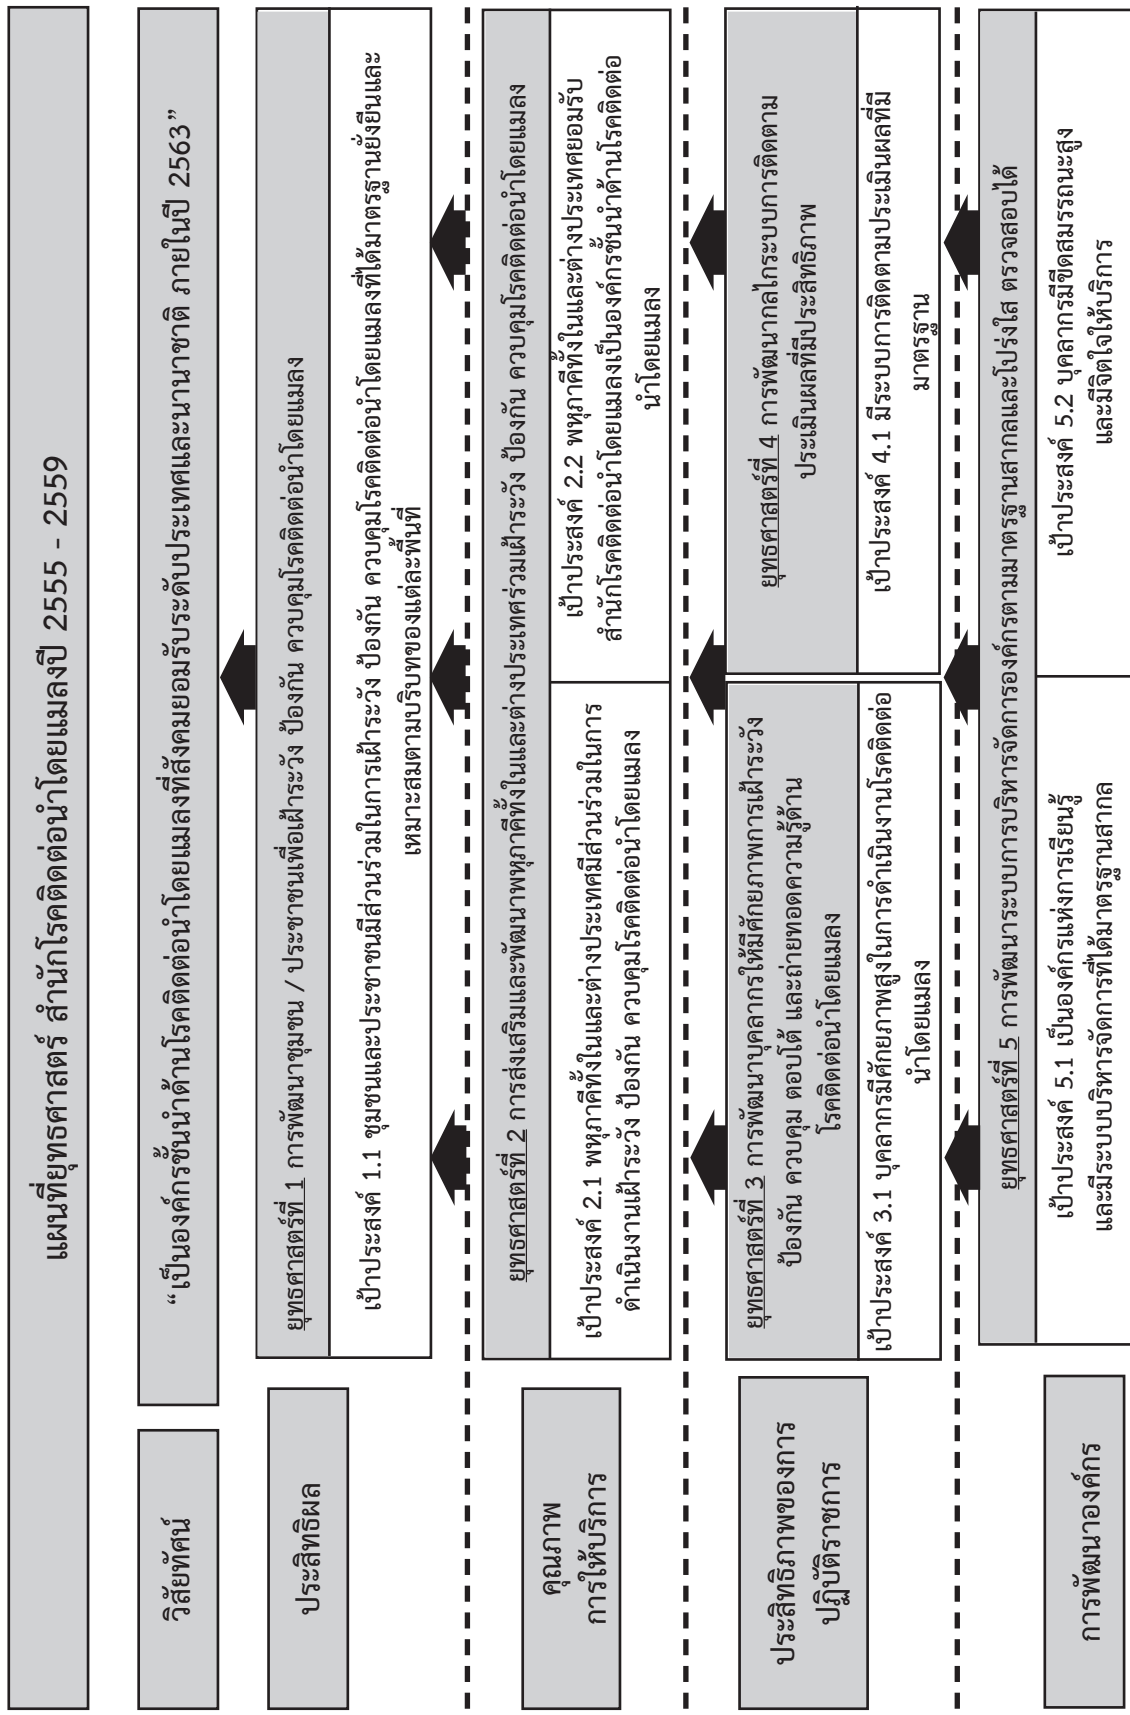 แผนที่ยุทธศาสตร์ สำนักโรคติดต่อนำโดยแมลงปี 2555 - 2559
วิสัยทัศน์
“เป็นองค์กรชั้นนำด้านโรคติดต่อนำโดยแมลงที่สังคมยอมรับระดับประเทศและนานาชาติ ภายในปี 2563”
ประสิทธิผล
ยุทธศาสตร์ที่ 1 การพัฒนาชุมชน / ประชาชนเพื่อเฝ้าระวัง ป้องกัน ควบคุมโรคติดต่อนำโดยแมลง
เป้าประสงค์ 1.1 ชุมชนและประชาชนมีส่วนร่วมในการเฝ้าระวัง ป้องกัน ควบคุมโรคติดต่อนำโดยแมลงที่ได้มาตรฐานยั่งยืนและ
เหมาะสมตามบริบทของแต่ละพื้นที่
คุณภาพ
การให้บริการ
ยุทธศาสตร์ที่ 2 การส่งเสริมและพัฒนาพหุภาคีทั้งในและต่างประเทศร่วมเฝ้าระวัง ป้องกัน ควบคุมโรคติดต่อนำโดยแมลง
เป้าประสงค์ 2.1 พหุภาคีทั้งในและต่างประเทศมีส่วนร่วมในการ
ดำเนินงานเฝ้าระวัง ป้องกัน ควบคุมโรคติดต่อนำโดยแมลง
เป้าประสงค์ 2.2 พหุภาคีทั้งในและต่างประเทศยอมรับ
สำนักโรคติดต่อนำโดยแมลงเป็นองค์กรชั้นนำด้านโรคติดต่อ
นำโดยแมลง
ประสิทธิภาพของการ
ปฏิบัติราชการ
ยุทธศาสตร์ที่ 3 การพัฒนาบุคลากรให้มีศักยภาพการเฝ้าระวัง
ป้องกัน ควบคุม ตอบโต้ และถ่ายทอดความรู้ด้าน
โรคติดต่อนำโดยแมลง
เป้าประสงค์ 3.1 บุคลากรมีศักยภาพสูงในการดำเนินงานโรคติดต่อ
นำโดยแมลง
ยุทธศาสตร์ที่ 4 การพัฒนากลไกระบบการติดตาม
ประเมินผลที่มีประสิทธิภาพ
เป้าประสงค์ 4.1 มีระบบการติดตามประเมินผลที่มี
มาตรฐาน
การพัฒนาองค์กร
ยุทธศาสตร์ที่ 5 การพัฒนาระบบการบริหารจัดการองค์กรตามมาตรฐานสากลและโปร่งใส ตรวจสอบได้
เป้าประสงค์ 5.1 เป็นองค์กรแห่งการเรียนรู้
และมีระบบบริหารจัดการที่ได้มาตรฐานสากล
เป้าประสงค์ 5.2 บุคลากรมีขีดสมรรถนะสูง
และมีจิตใจให้บริการ